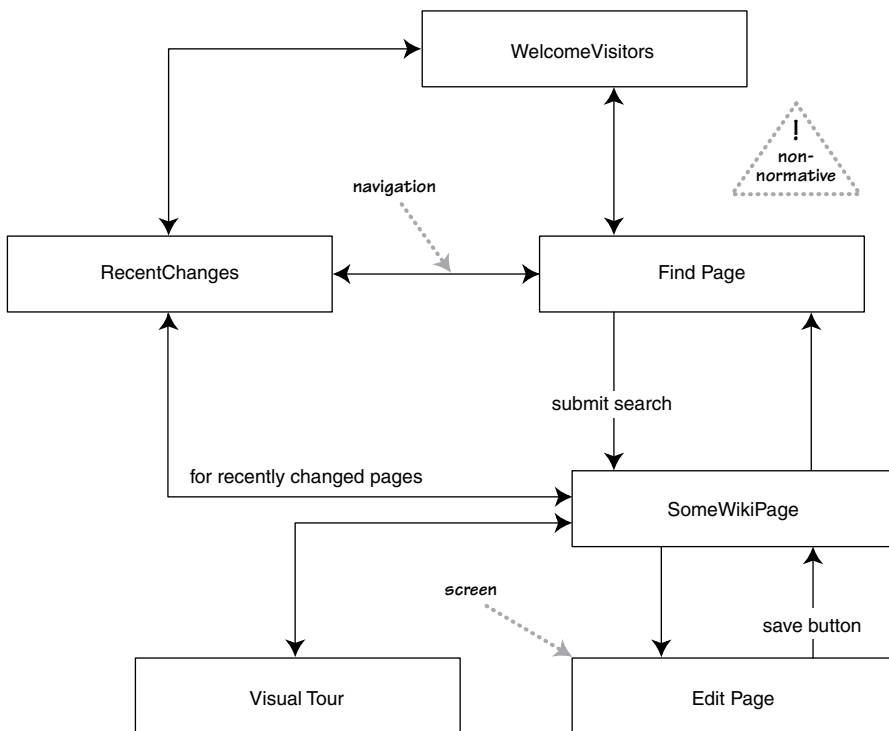 WelcomeVisitors
!
non-
normative
navigation
RecentChanges
Find Page
submit search
for recently changed pages
SomeWikiPage
screen
save button
Visual Tour
Edit Page